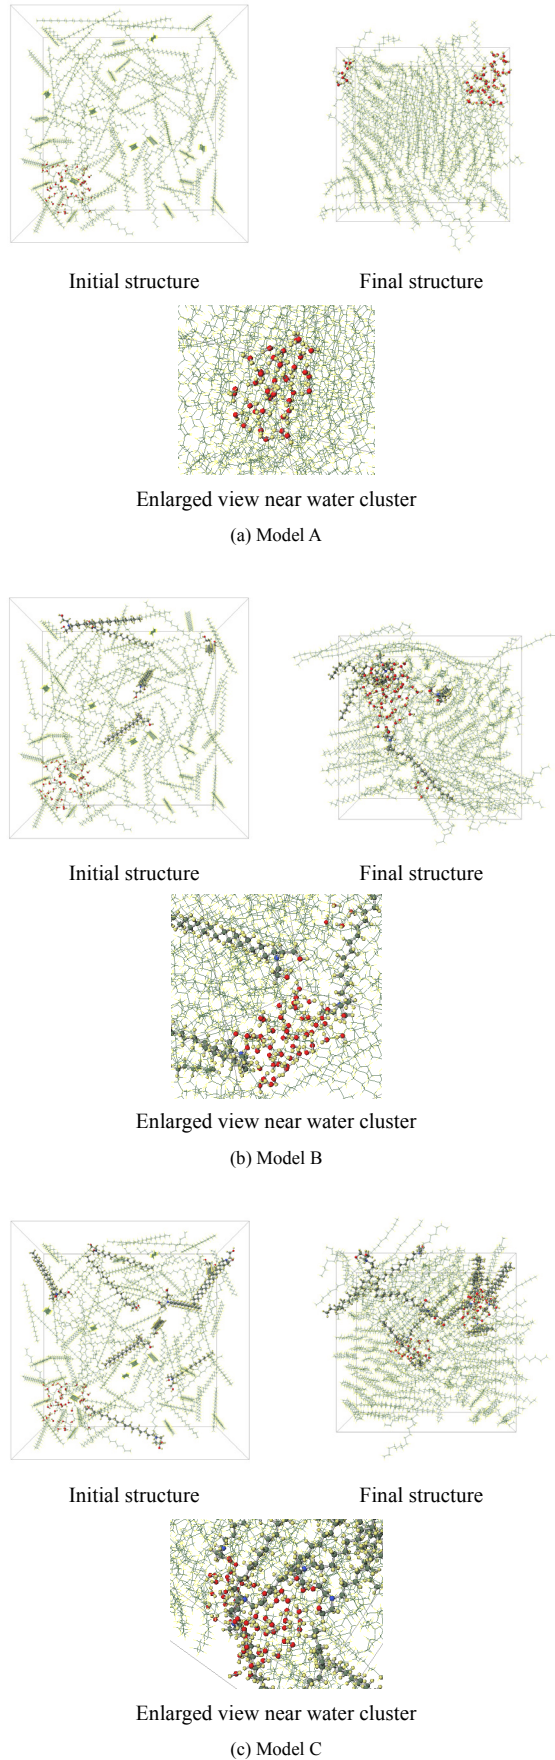 Initial structure
Final structure
Enlarged view near water cluster
(a) Model A
Initial structure
Final structure
Enlarged view near water cluster
(b) Model B
Initial structure
Final structure
Enlarged view near water cluster
(c) Model C